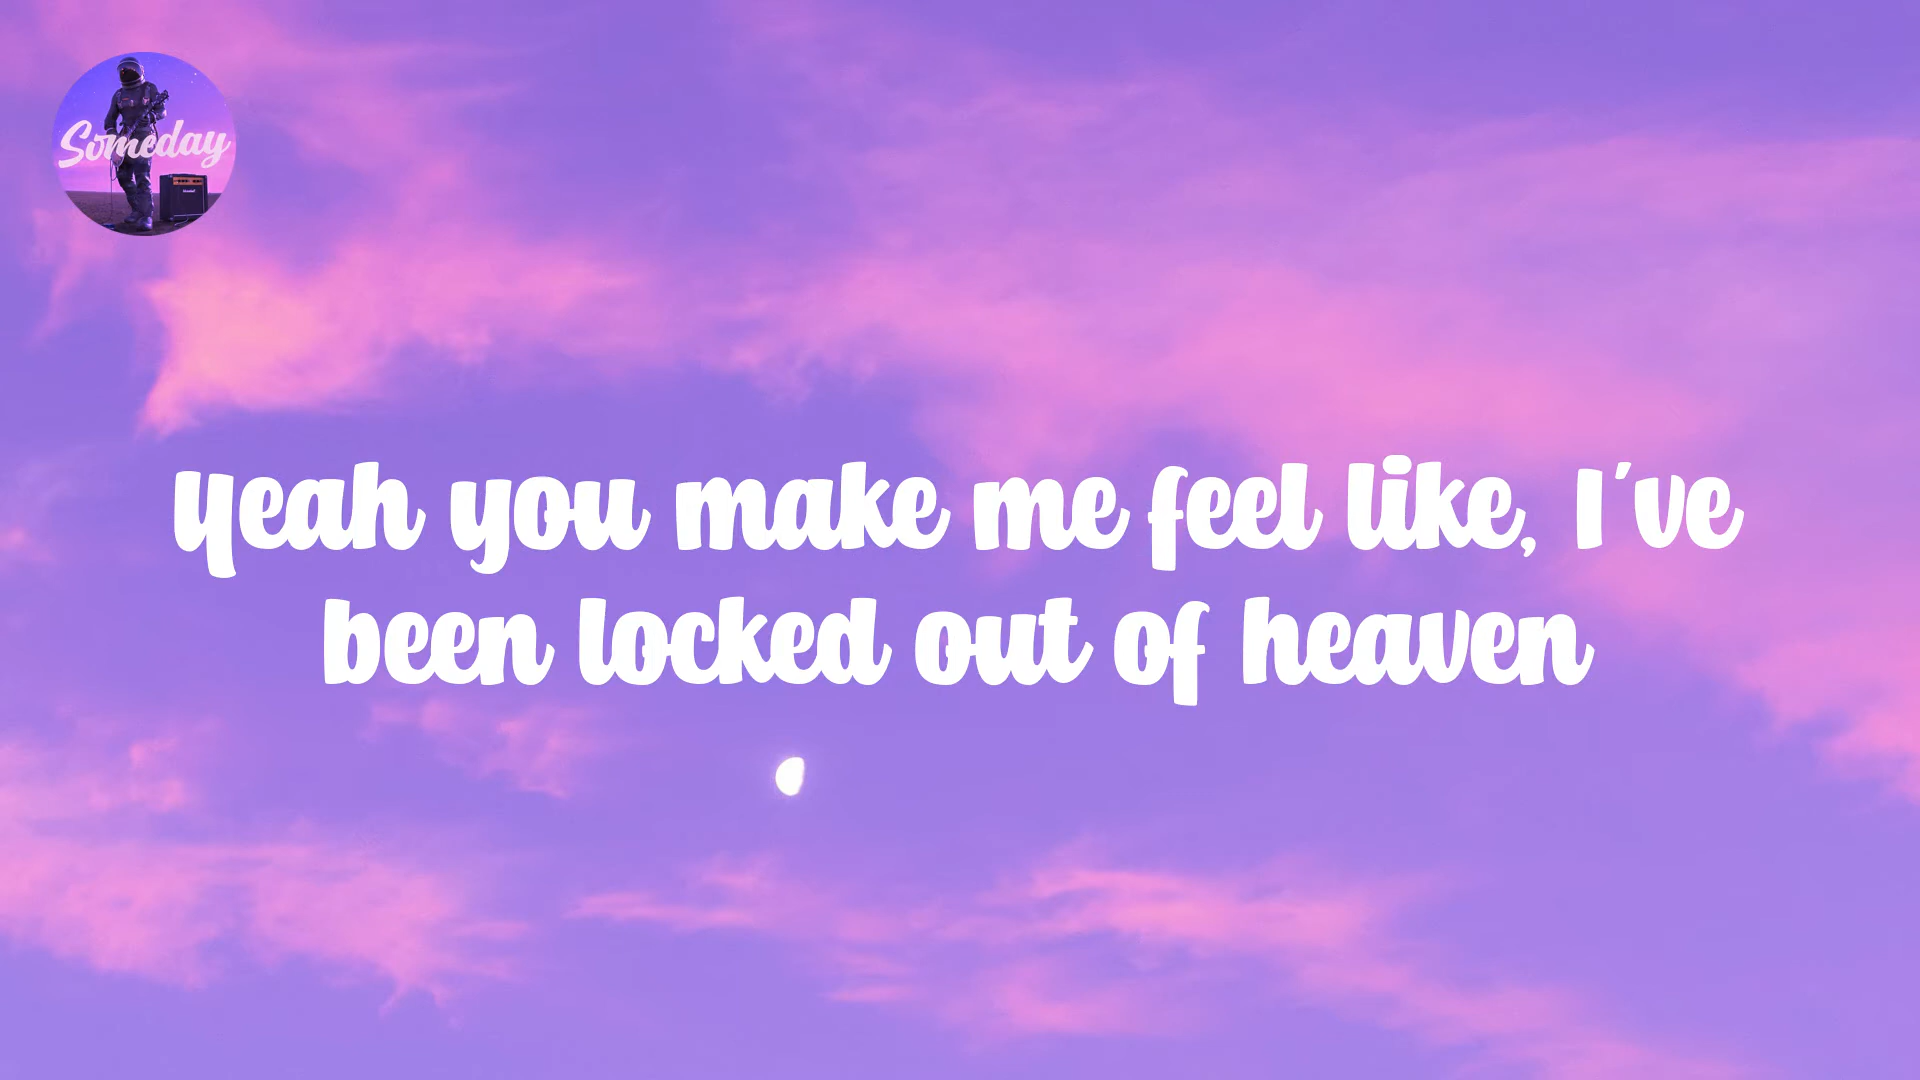 Someday
Yeah you make me feel like, I've
been locked out of heaven